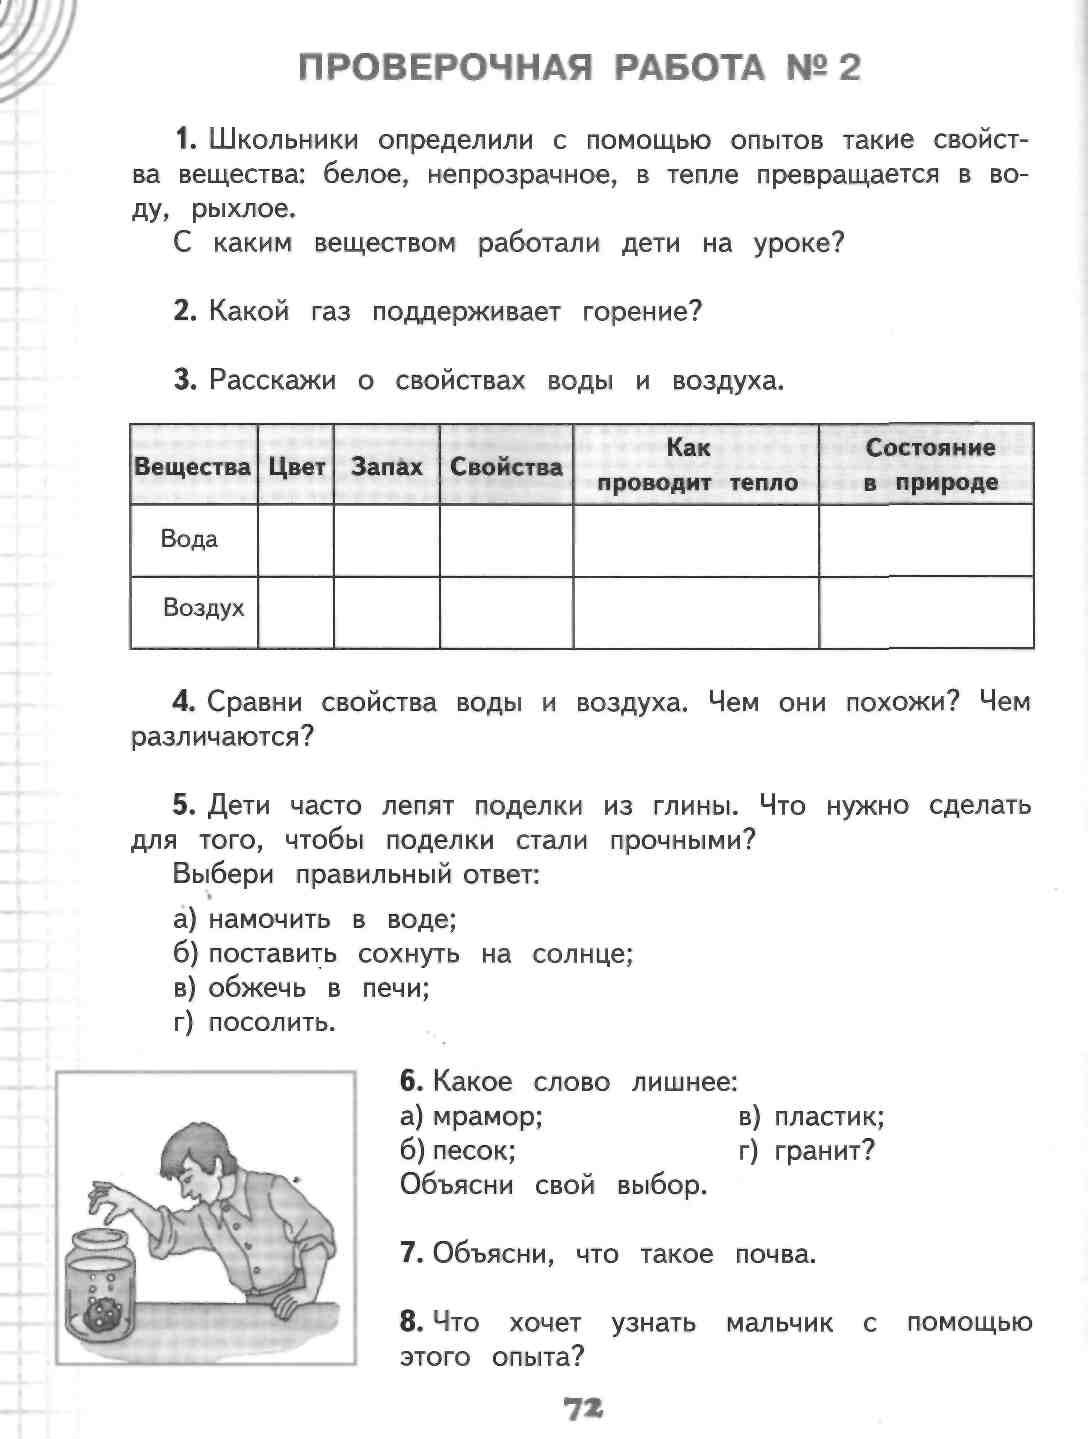 ПРОВЕРОЧНАЯ РАБОТА № 2
1. Школьники определили с помощью опытов такие свойст-
ва вещества: белое, непрозрачное, в тепле превращается в во-
ду, рыхлое.
С каким веществом работали дети на уроке?
2. Какой газ поддерживает горение?
3. Расскажи о свойствах воды и воздуха.
Вещества Цвет Запах Свойства Как проводит тепло Состояние в природе
Вода
Воздух
4. Сравни свойства воды и воздуха. Чем они похожи? Чем
различаются?
5. Дети часто лепят поделки из глины. Что нужно сделать
для того, чтобы поделки стали прочными?
Выбери правильный ответ:
а) намочить в воде;
б) поставить сохнуть на солнце;
в) обжечь в печи;
г) посолить.
6. Какое слово лишнее:
а) мрамор; в) пластик;
б) песок; г) гранит?
Объясни свой выбор.
7. Объясни, что такое почва.
8. Что хочет узнать мальчик с помощью
этого опыта?
72